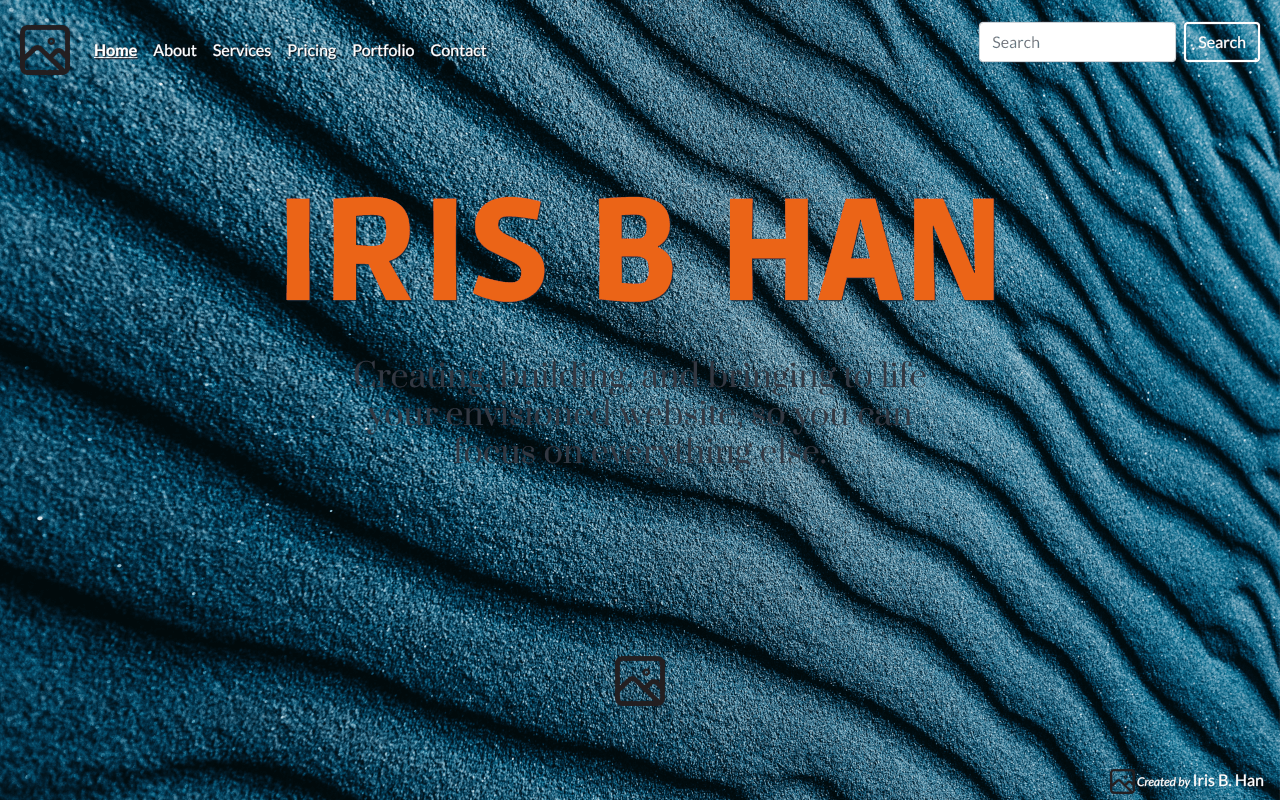 Home About Services Pricing Portfolio Contact
Search
Search
IRIS B HAN
Creating, building, and bringing to life
your envisioned website, so you can
focus on everything else.
Created by Iris B. Han